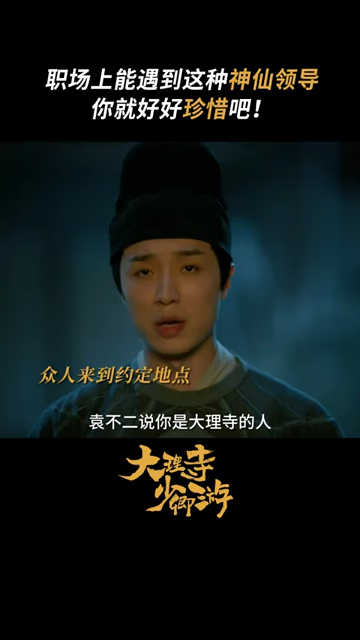 职场上能遇到这种神仙领导
你就好好珍惜吧！
众人来到约定地点
袁不二说你是大理寺的人
大理寺
少卿游